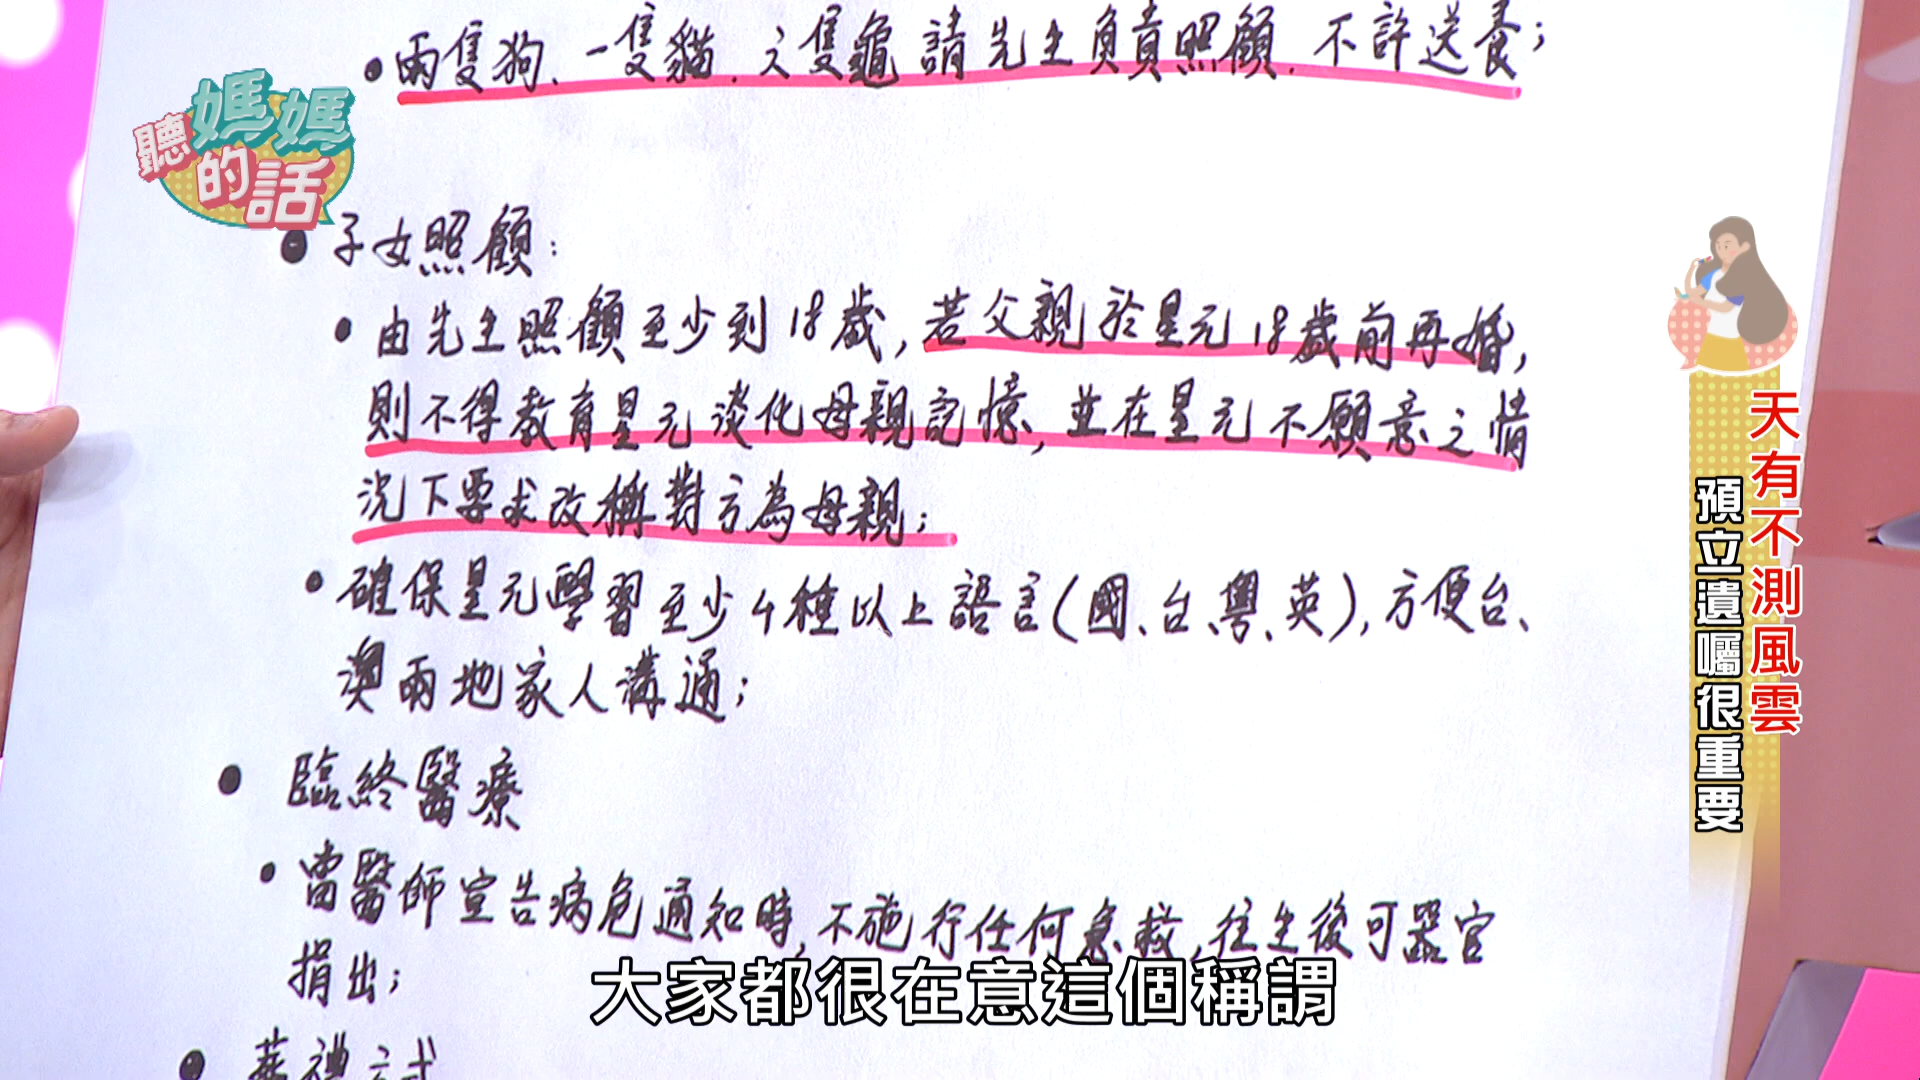 • 兩隻狗、一隻貓、六隻龜請先生負責照顧,不許送養;
聽媽媽的話
• 子女照顧:
• 由先生照顧至少到18歲,若父親於星元18歲前再婚,
則不得教育星元淡化母親記憶,並在星元不願意之情
況下要求改稱對方為母親;
• 確保星元學習至少4種以上語言(國、台、粵、英),方便台、
澳兩地家人溝通;
• 臨終醫療
• 當醫師宣告病危通知時,不施行任何急救,往生後可器官
捐出;
• 葬禮方式
天有不測風雲
預立遺囑很重要
大家都很在意這個稱謂